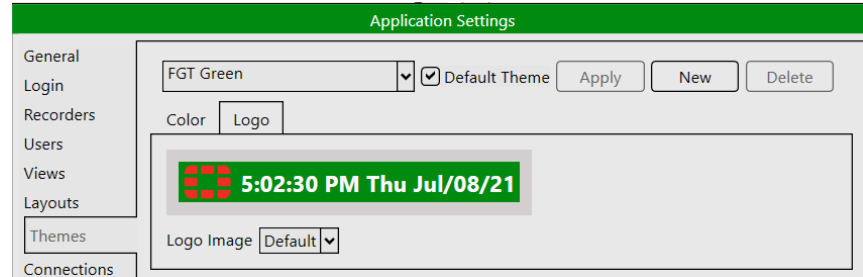 Application Settings
General
Login
Recorders
Users
Views
Layouts
Themes
Connections
FGT Green Default Theme Apply New Delete
Color Logo
5:02:30 PM Thu Jul/08/21
Logo Image Default